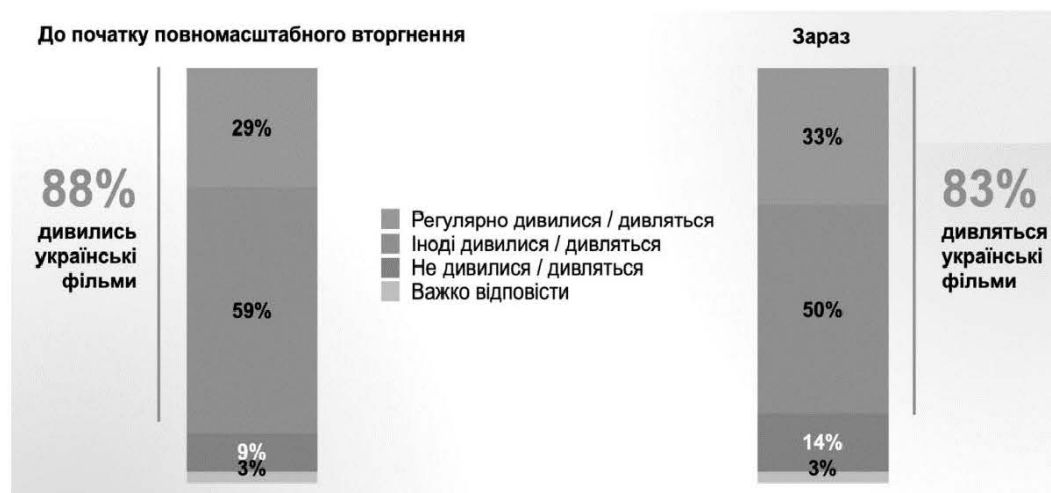 До початку повномасштабного вторгнення
29%
88%
дивились
українські
фільми
59%
9%
3%
Регулярно дивилися / дивляться
Іноді дивилися / дивляться
Не дивилися / дивляться
Важко відповісти
Зараз
33%
83%
дивляться
українські
фільми
50%
14%
3%